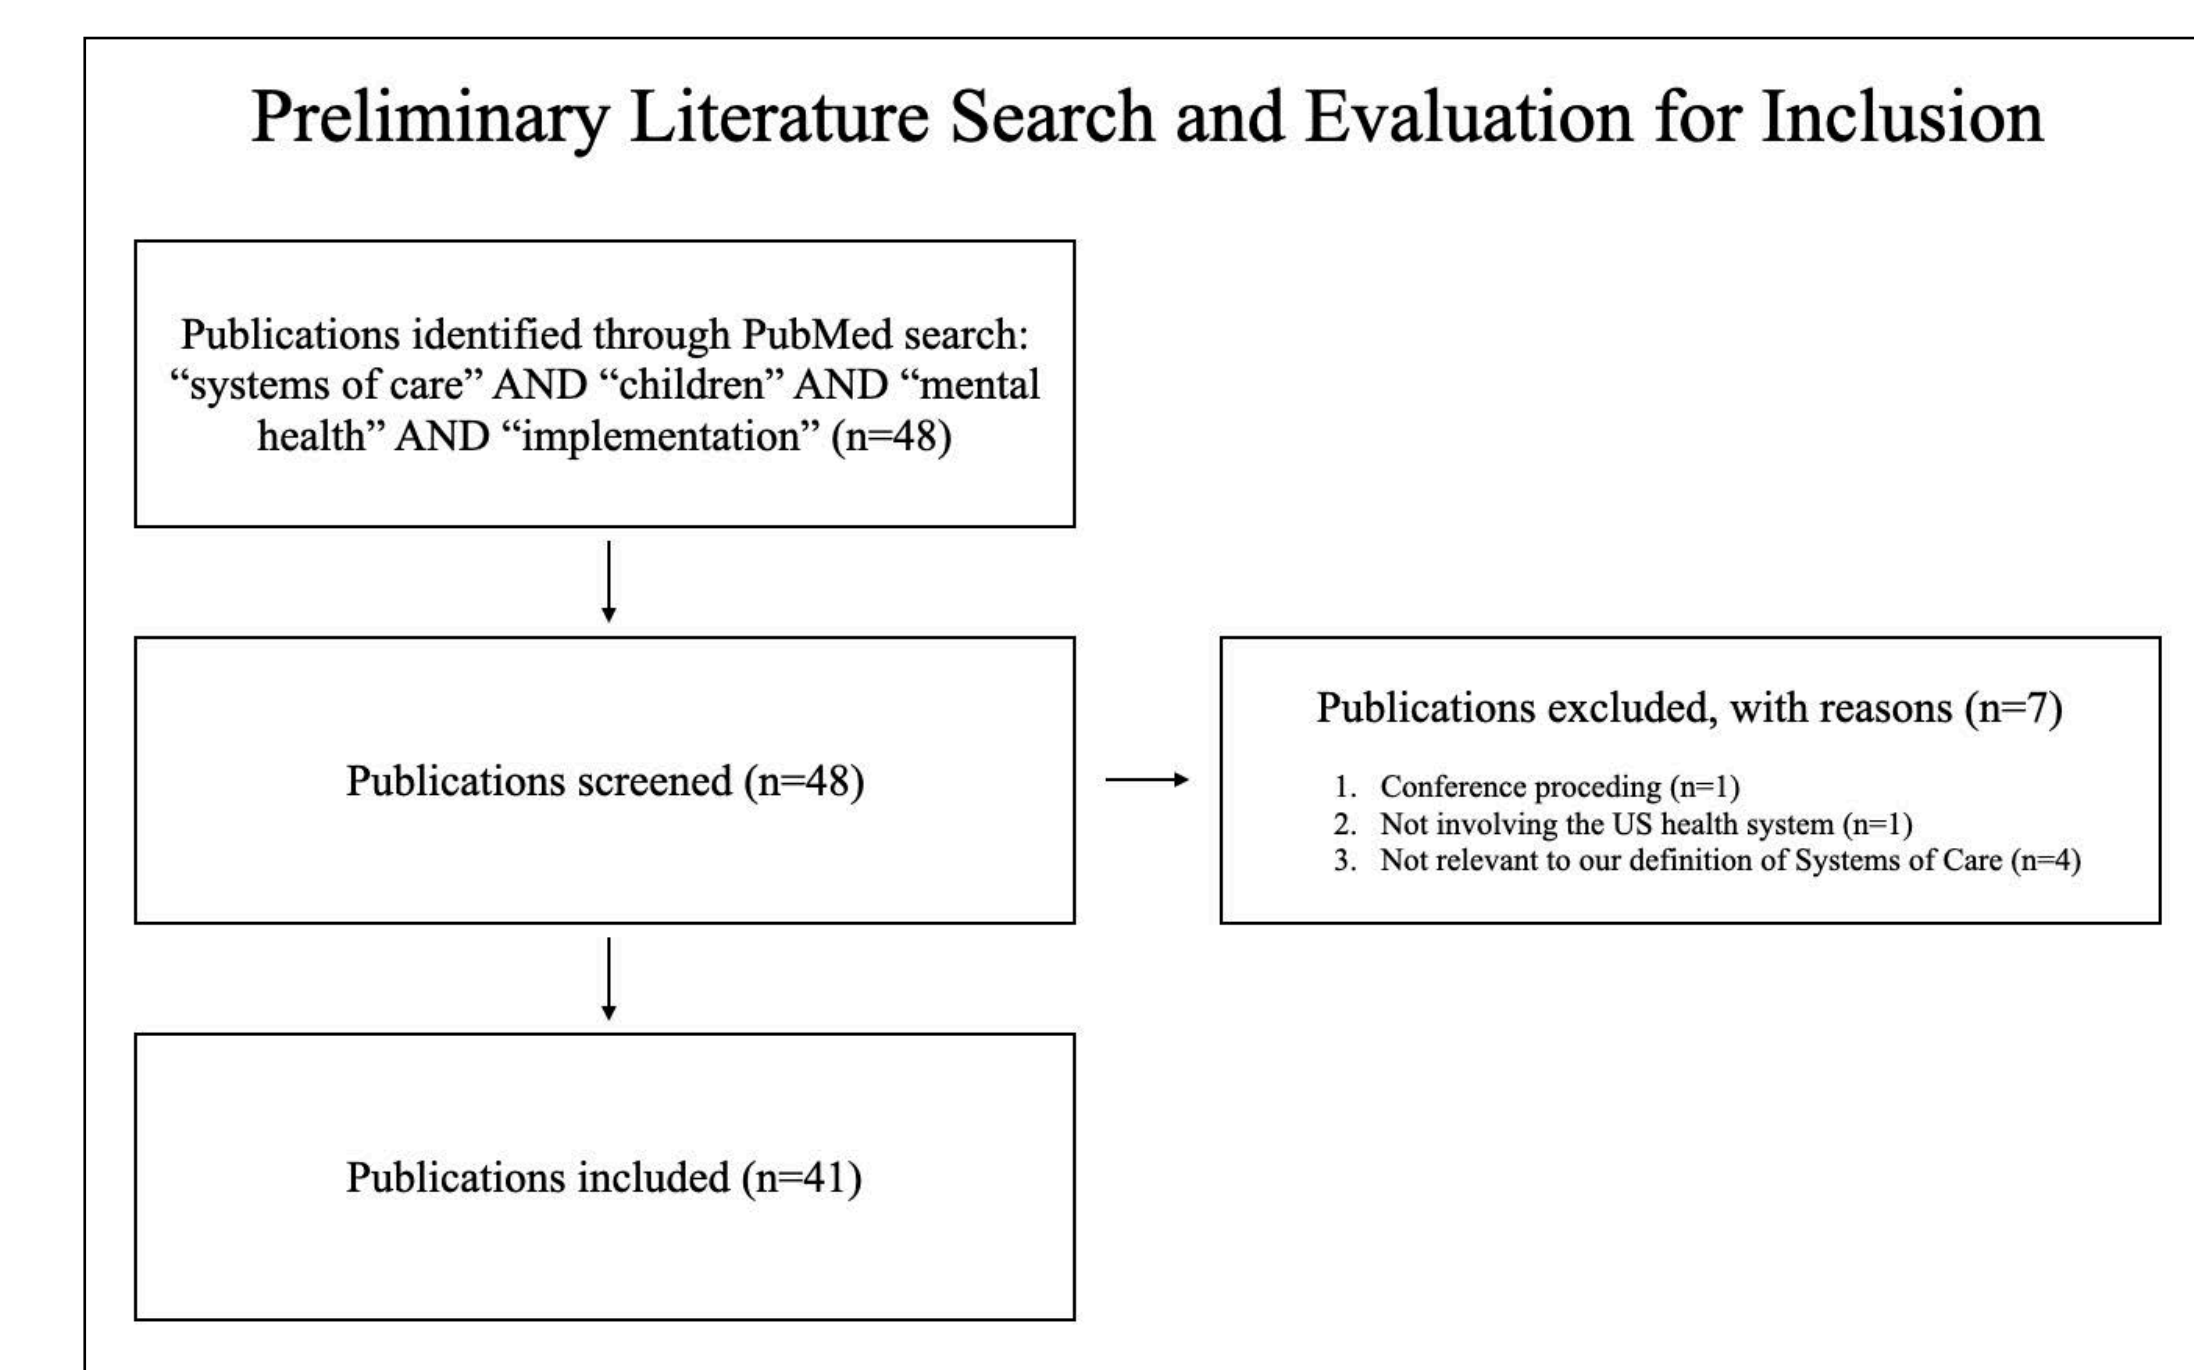 Preliminary Literature Search and Evaluation for Inclusion
Publications identified through PubMed search:
“systems of care” AND “children” AND “mental
health” AND “implementation” (n=48)
Publications screened (n=48)
Publications excluded, with reasons (n=7)
1. Conference proceding (n=1)
2. Not involving the US health system (n=1)
3. Not relevant to our definition of Systems of Care (n=4)
Publications included (n=41)